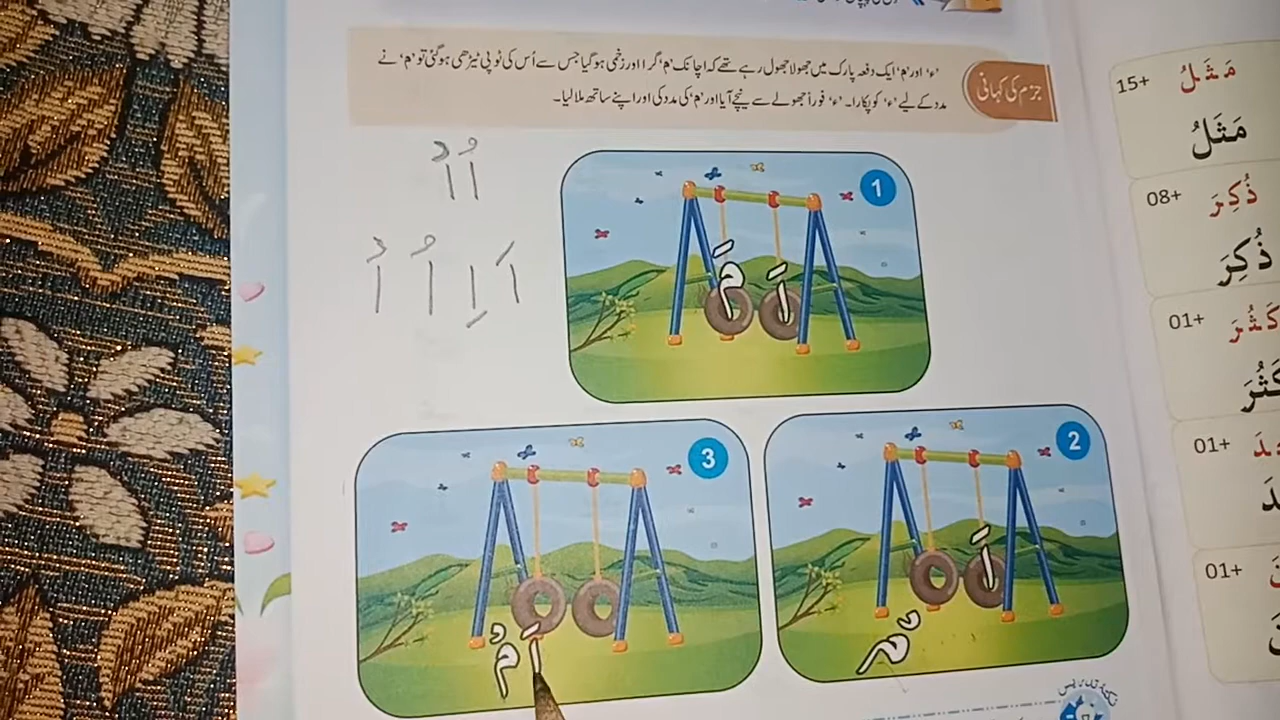 جزم کی کہانی
’ء‘ اور ’م‘ ایک دفعہ پارک میں جھولا جھول رہے تھے کہ اچانک ’م‘ گرا اور زخمی ہو گیا جس سے اُس کی ٹوپی ٹیڑھی ہو گئی تو ’م‘ نے
مدد کے لیے ’ء‘ کو پکارا۔ ’ء‘ فوراً جھولے سے نیچے آیا اور ’م‘ کی مدد کی اور اپنے ساتھ ملا لیا۔
1
اَ مَ
2
اَ
3
اَ مْ
مَثَلُ 15+
مَثَلُ
ذُكِرَ 08+
ذُكِرَ
كَثُرَ 01+
كَثُرَ
01+
01+